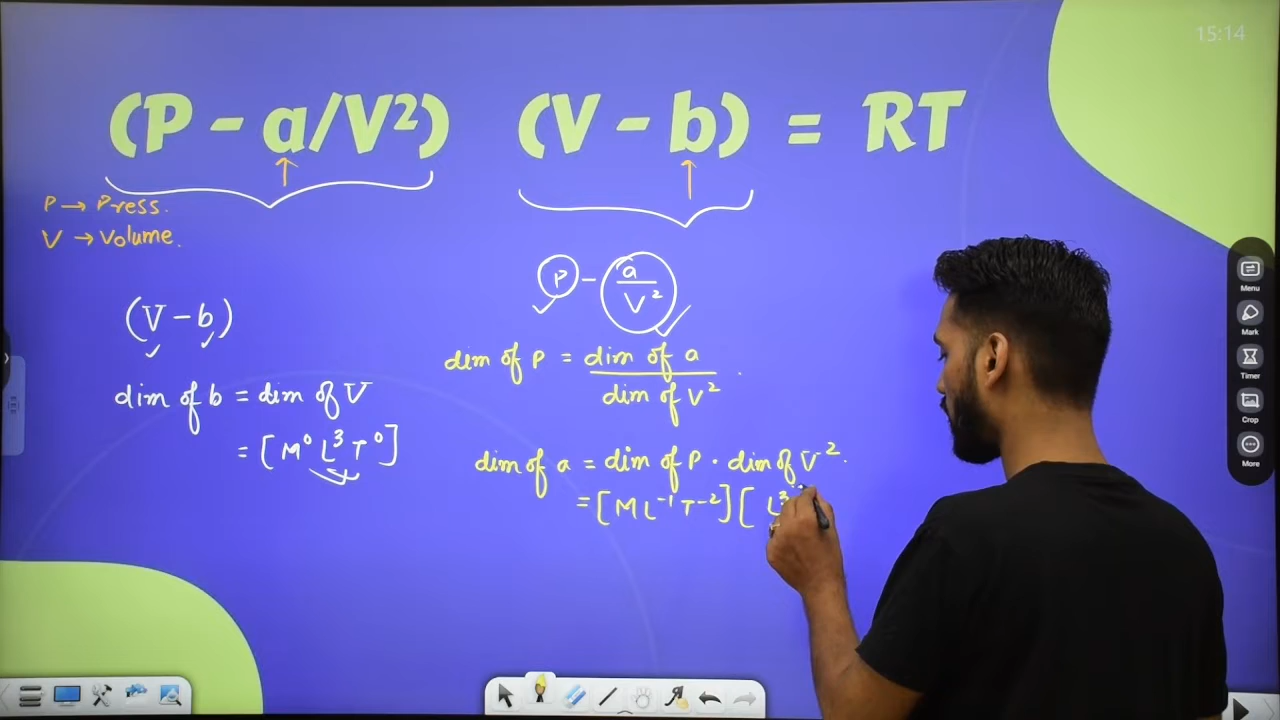 15:14
(P - a/V²) (V - b) = RT
P → Press.
V → Volume.
P - a/V²
(V - b)
dim of P = dim of a / dim of V²
dim of b = dim of V
= [M⁰ L³ T⁰]
dim of a = dim of P · dim of V².
= [M L⁻¹ T⁻²] [ L³
Menu
Mark
Timer
Crop
More